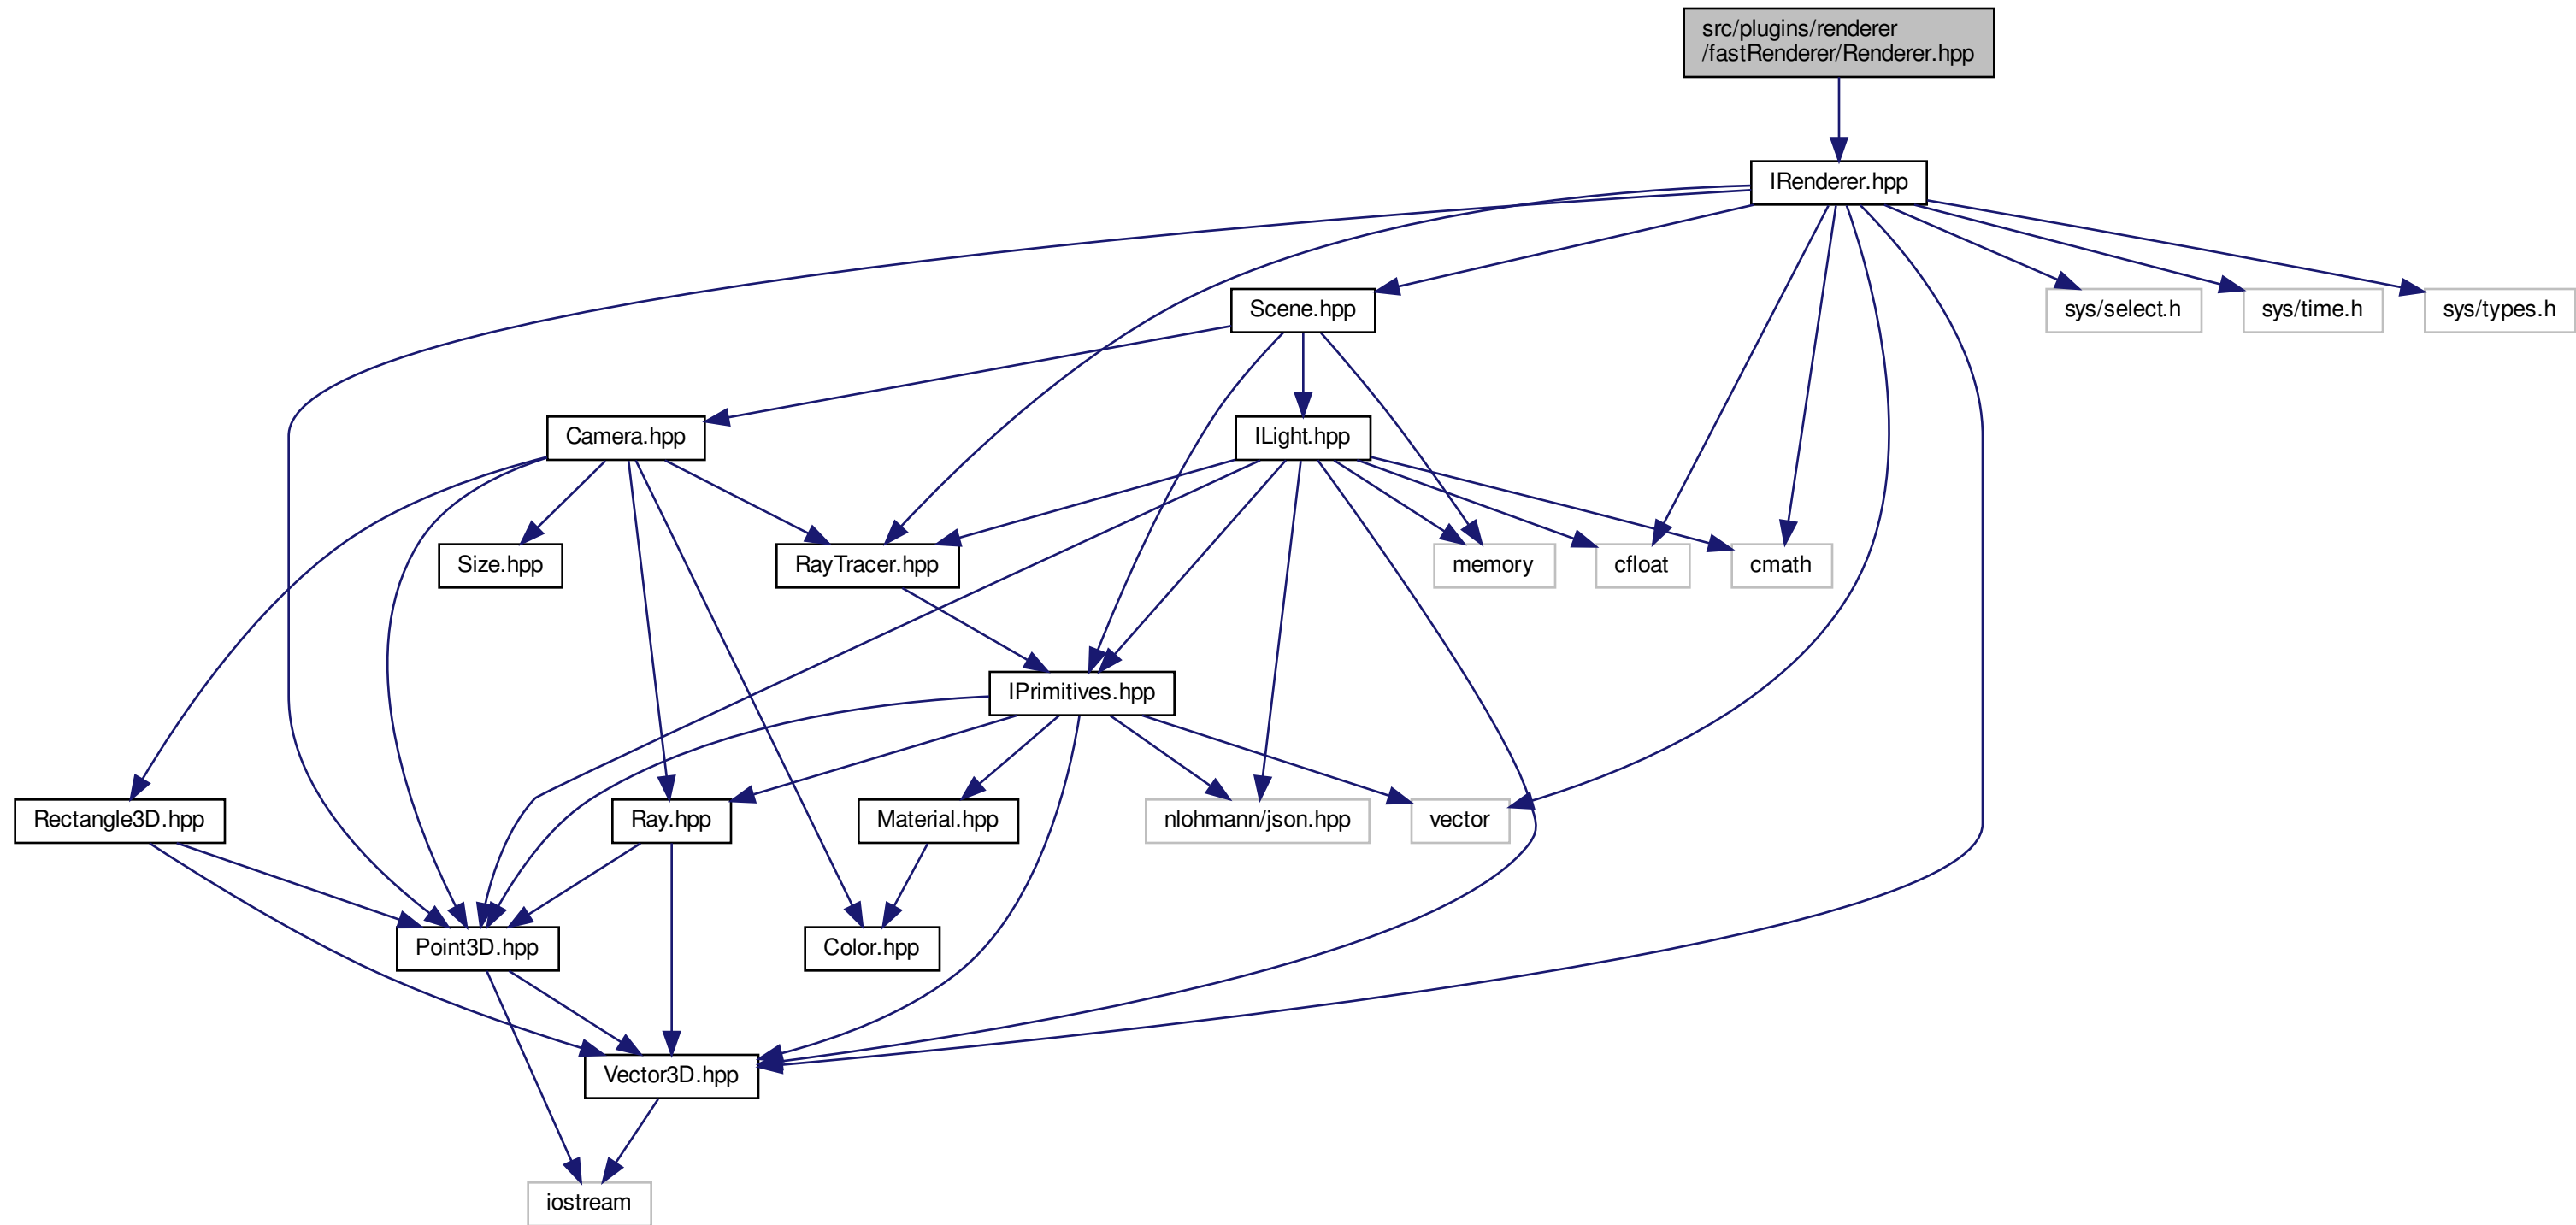 src/plugins/renderer
/fastRenderer/Renderer.hpp
IRenderer.hpp
Scene.hpp
sys/select.h
sys/time.h
sys/types.h
Camera.hpp
ILight.hpp
Size.hpp
RayTracer.hpp
memory
cfloat
cmath
IPrimitives.hpp
Rectangle3D.hpp
Ray.hpp
Material.hpp
nlohmann/json.hpp
vector
Point3D.hpp
Color.hpp
Vector3D.hpp
iostream